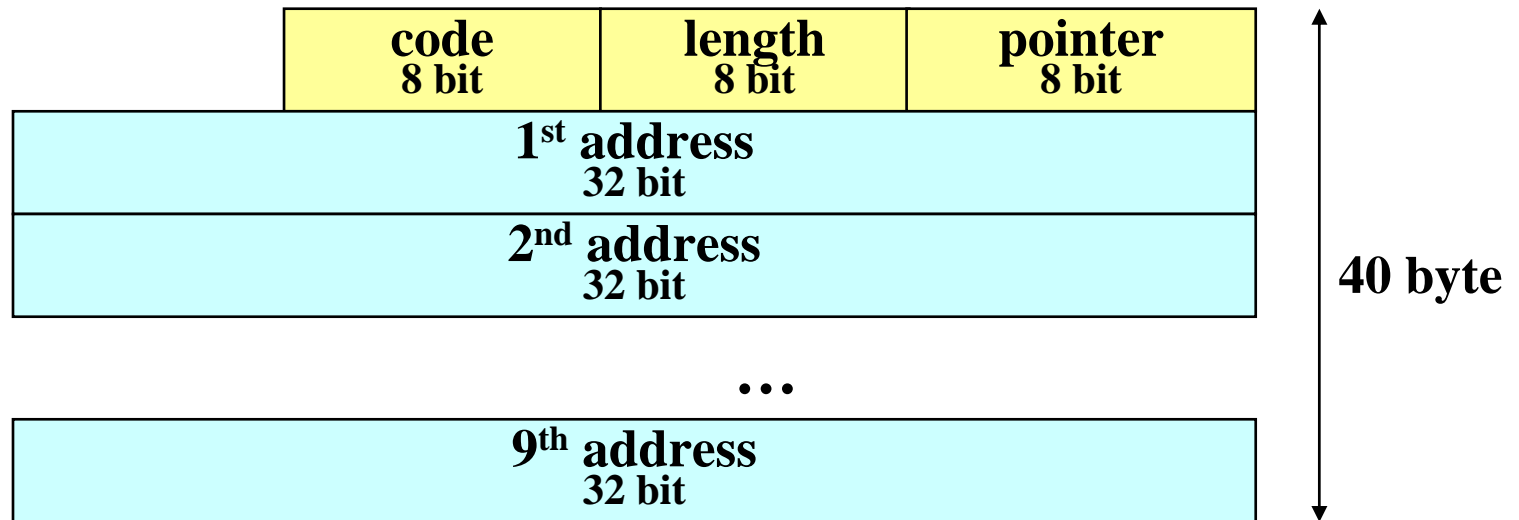 code length pointer
8 bit 8 bit 8 bit
1st address
32 bit
2nd address
32 bit
40 byte
…
9th address
32 bit